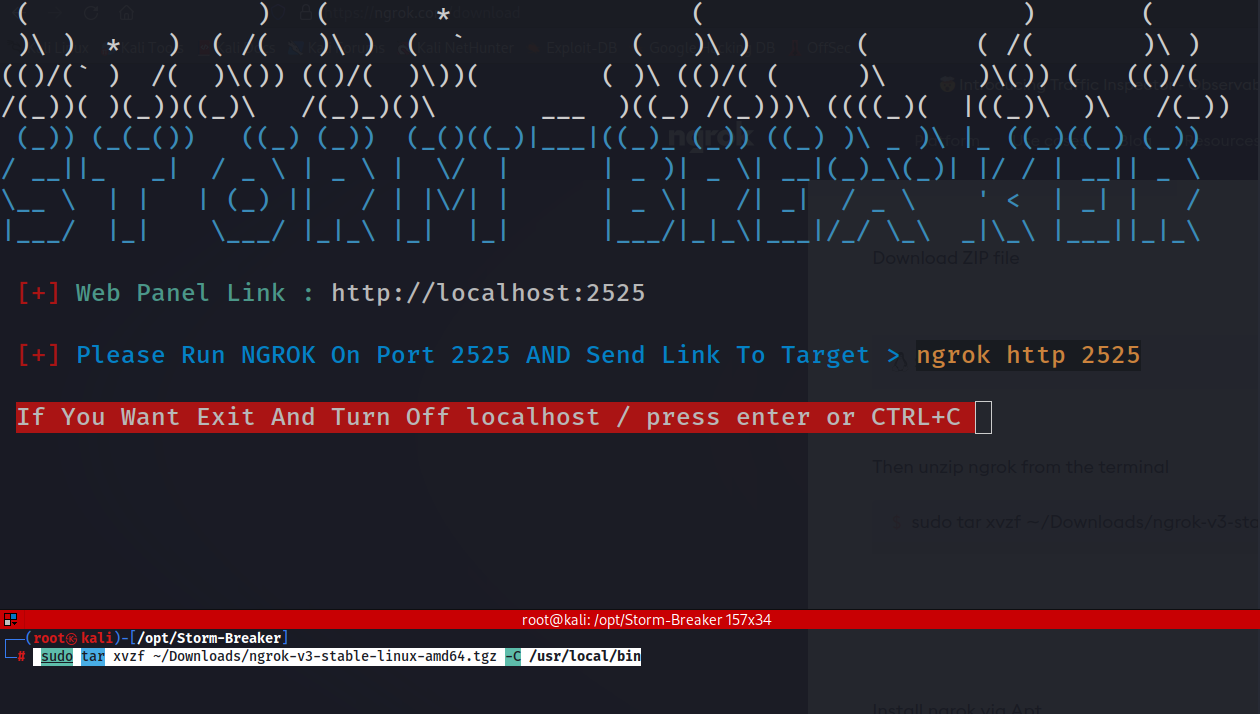 [+] Web Panel Link : http://localhost:2525
[+] Please Run NGROK On Port 2525 AND Send Link To Target > ngrok http 2525
If You Want Exit And Turn Off localhost / press enter or CTRL+C
ngrok
Download ZIP file
Then unzip ngrok from the terminal
sudo tar xvzf ~/Downloads/ngrok-v3-sta
root@kali: /opt/Storm-Breaker 157x34
(root㉿kali)-[/opt/Storm-Breaker]
# sudo tar xvzf ~/Downloads/ngrok-v3-stable-linux-amd64.tgz -C /usr/local/bin
Install ngrok via Apt